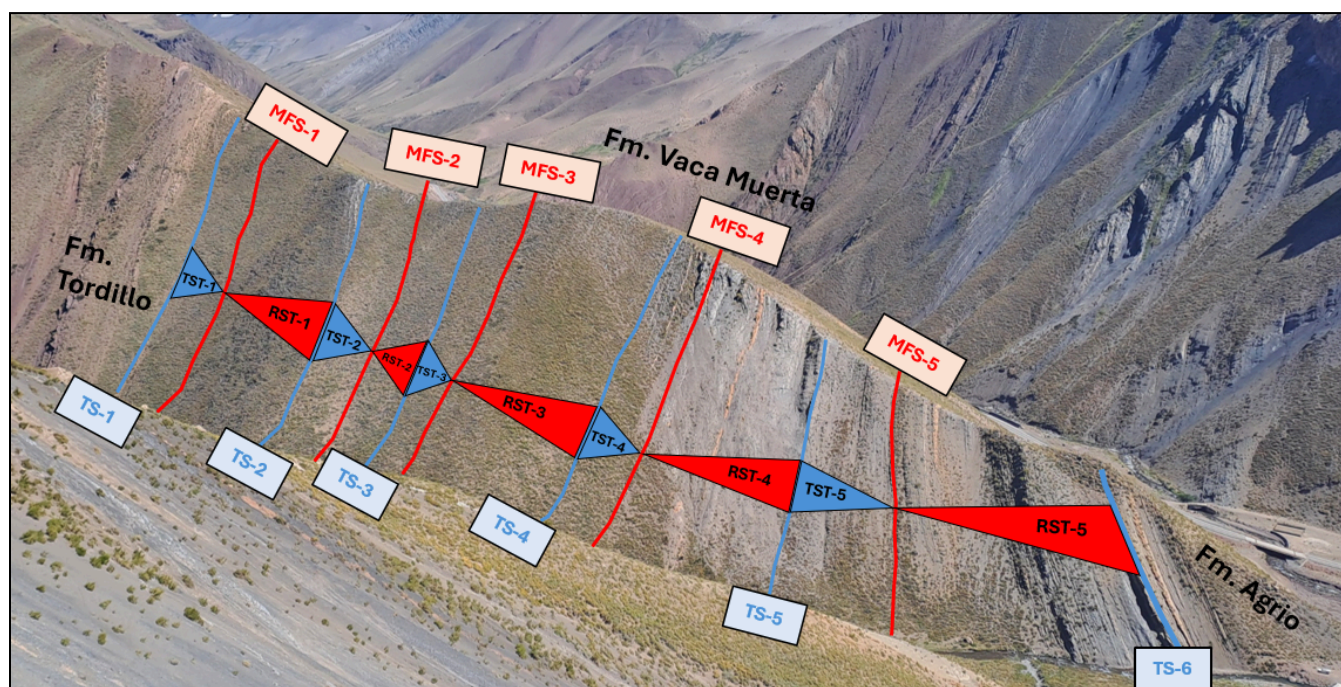 MFS-1
MFS-2
MFS-3
Fm. Vaca Muerta
MFS-4
Fm.
Tordillo
TST-1
RST-1
TST-2
RST-2
TST-3
MFS-5
TS-1
RST-3
TST-4
TS-2
TS-3
RST-4
TST-5
TS-4
RST-5
Fm. Agrio
TS-5
TS-6